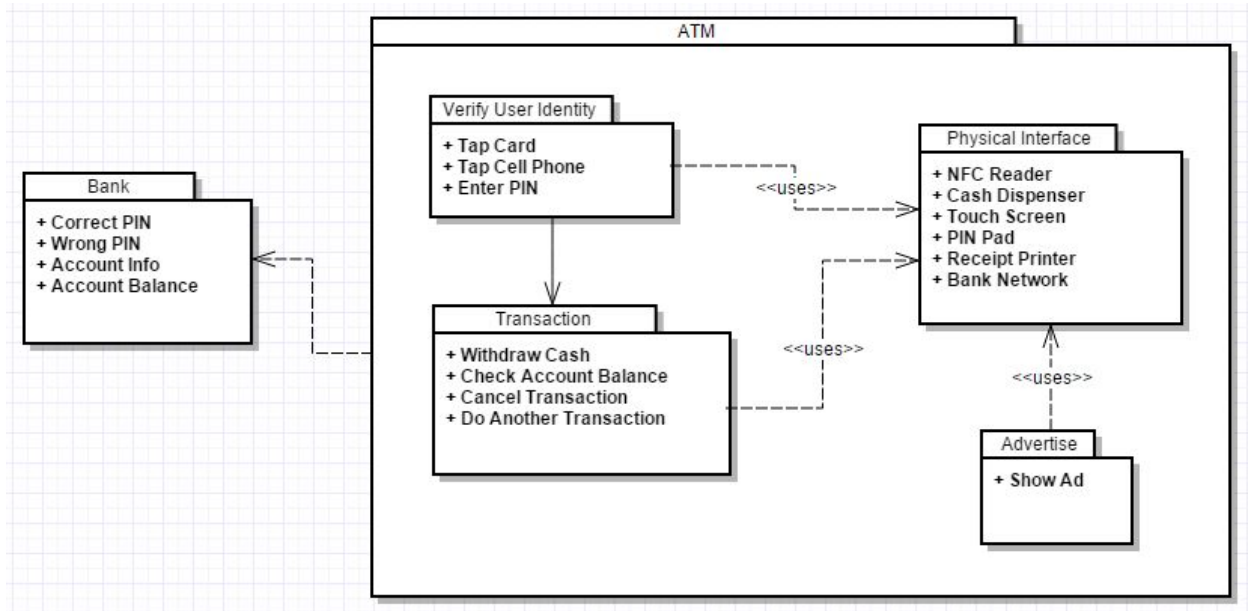 ATM
Verify User Identity
+ Tap Card
+ Tap Cell Phone
+ Enter PIN
Physical Interface
+ NFC Reader
+ Cash Dispenser
+ Touch Screen
+ PIN Pad
+ Receipt Printer
+ Bank Network
<<uses>>
Bank
+ Correct PIN
+ Wrong PIN
+ Account Info
+ Account Balance
Transaction
+ Withdraw Cash
+ Check Account Balance
+ Cancel Transaction
+ Do Another Transaction
<<uses>>
<<uses>>
Advertise
+ Show Ad